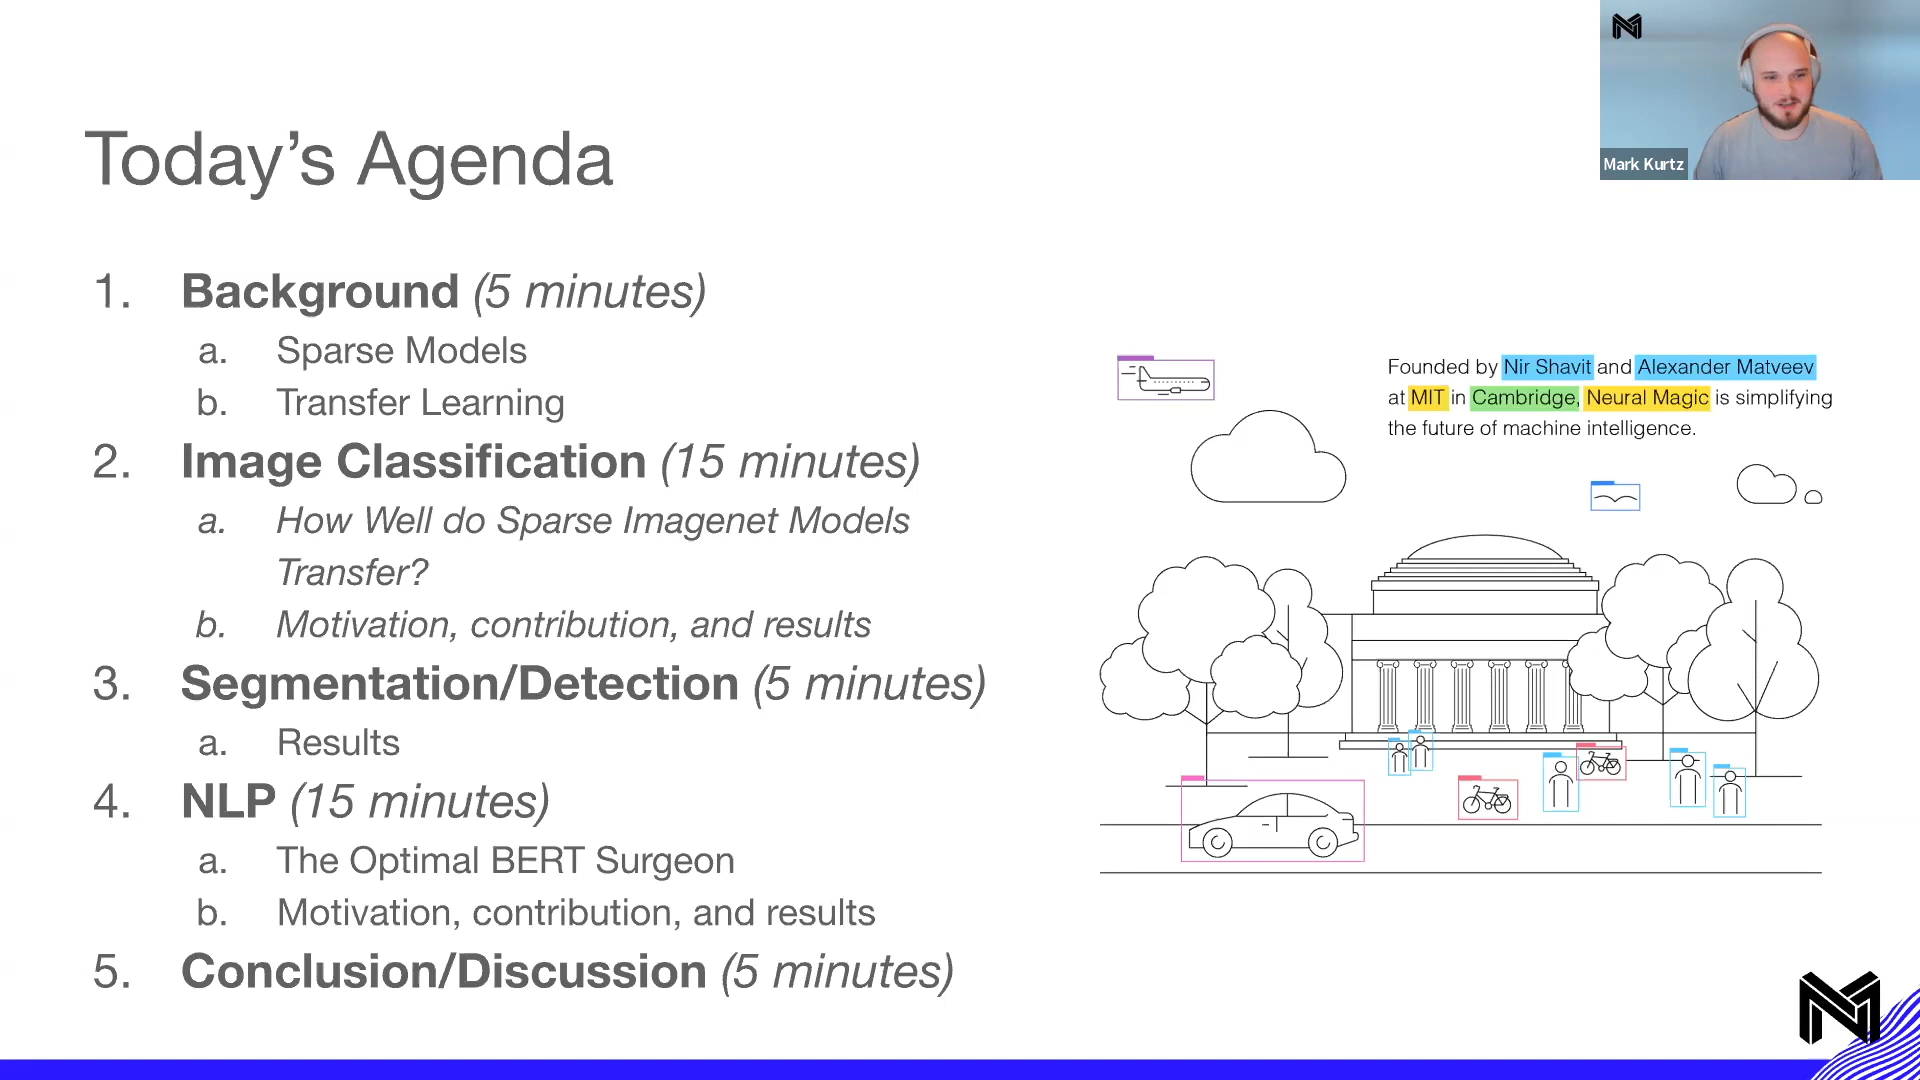 Today’s Agenda
1. Background (5 minutes)
a. Sparse Models
b. Transfer Learning
2. Image Classification (15 minutes)
a. How Well do Sparse Imagenet Models
Transfer?
b. Motivation, contribution, and results
3. Segmentation/Detection (5 minutes)
a. Results
4. NLP (15 minutes)
a. The Optimal BERT Surgeon
b. Motivation, contribution, and results
5. Conclusion/Discussion (5 minutes)
Founded by Nir Shavit and Alexander Matveev
at MIT in Cambridge, Neural Magic is simplifying
the future of machine intelligence.
Mark Kurtz